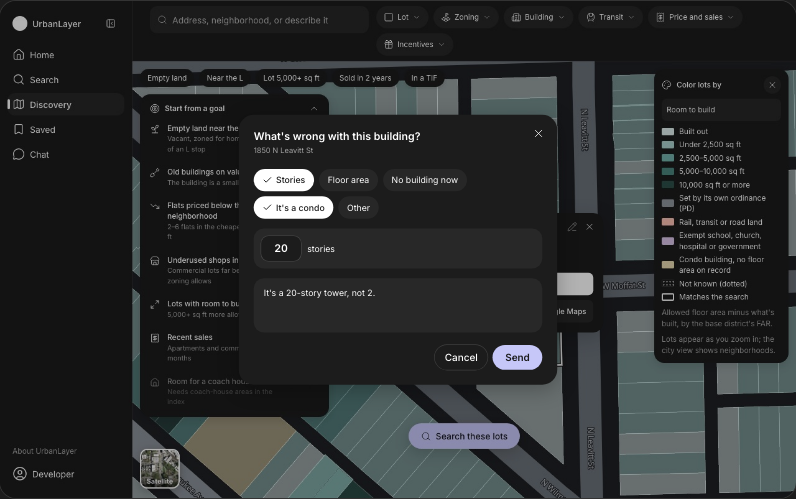 UrbanLayer
Home
Search
Discovery
Saved
Chat
About UrbanLayer
Developer
Address, neighborhood, or owner
Lot
Zoning
Building
Transit
Price and sales
Incentives
Empty land
Near the L
Lot 5,000+ sq ft
Sold in 2 years
In a TIF
Start from a goal
Empty land near the
Vacant, zoned for
of an L stop
Old buildings on
The building is a small
Flats priced below
neighborhood
2–6 flats in the cheape
ft
Underused shops in
Commercial lots far be
zoning allows
Lots with room to bu
5,000+ sq ft more allo
Recent sales
Apartments and com
months
Room for a coach hou
Needs coach-house areas in the
index
What's wrong with this building?
1850 N Leavitt St
Stories
Floor area
No building now
It's a condo
Other
20
stories
It's a 20-story tower, not 2.
Cancel
Send
Maps
Search these lots
Satellite
N Leavitt St
W Moffat St
N Leavitt St
Color lots by
Room to build
Built out
Under 2,500 sq ft
2,500–5,000 sq ft
5,000–10,000 sq ft
10,000 sq ft or more
Set by its own ordinance
(PD)
Rail, transit or road land
Exempt school, church,
hospital or government
Condo building, no floor
area on record
Not known (dotted)
Matches the search
Allowed floor area minus what's
built, by the base district's FAR.
Lots appear as you zoom in; the
city view shows neighborhoods.